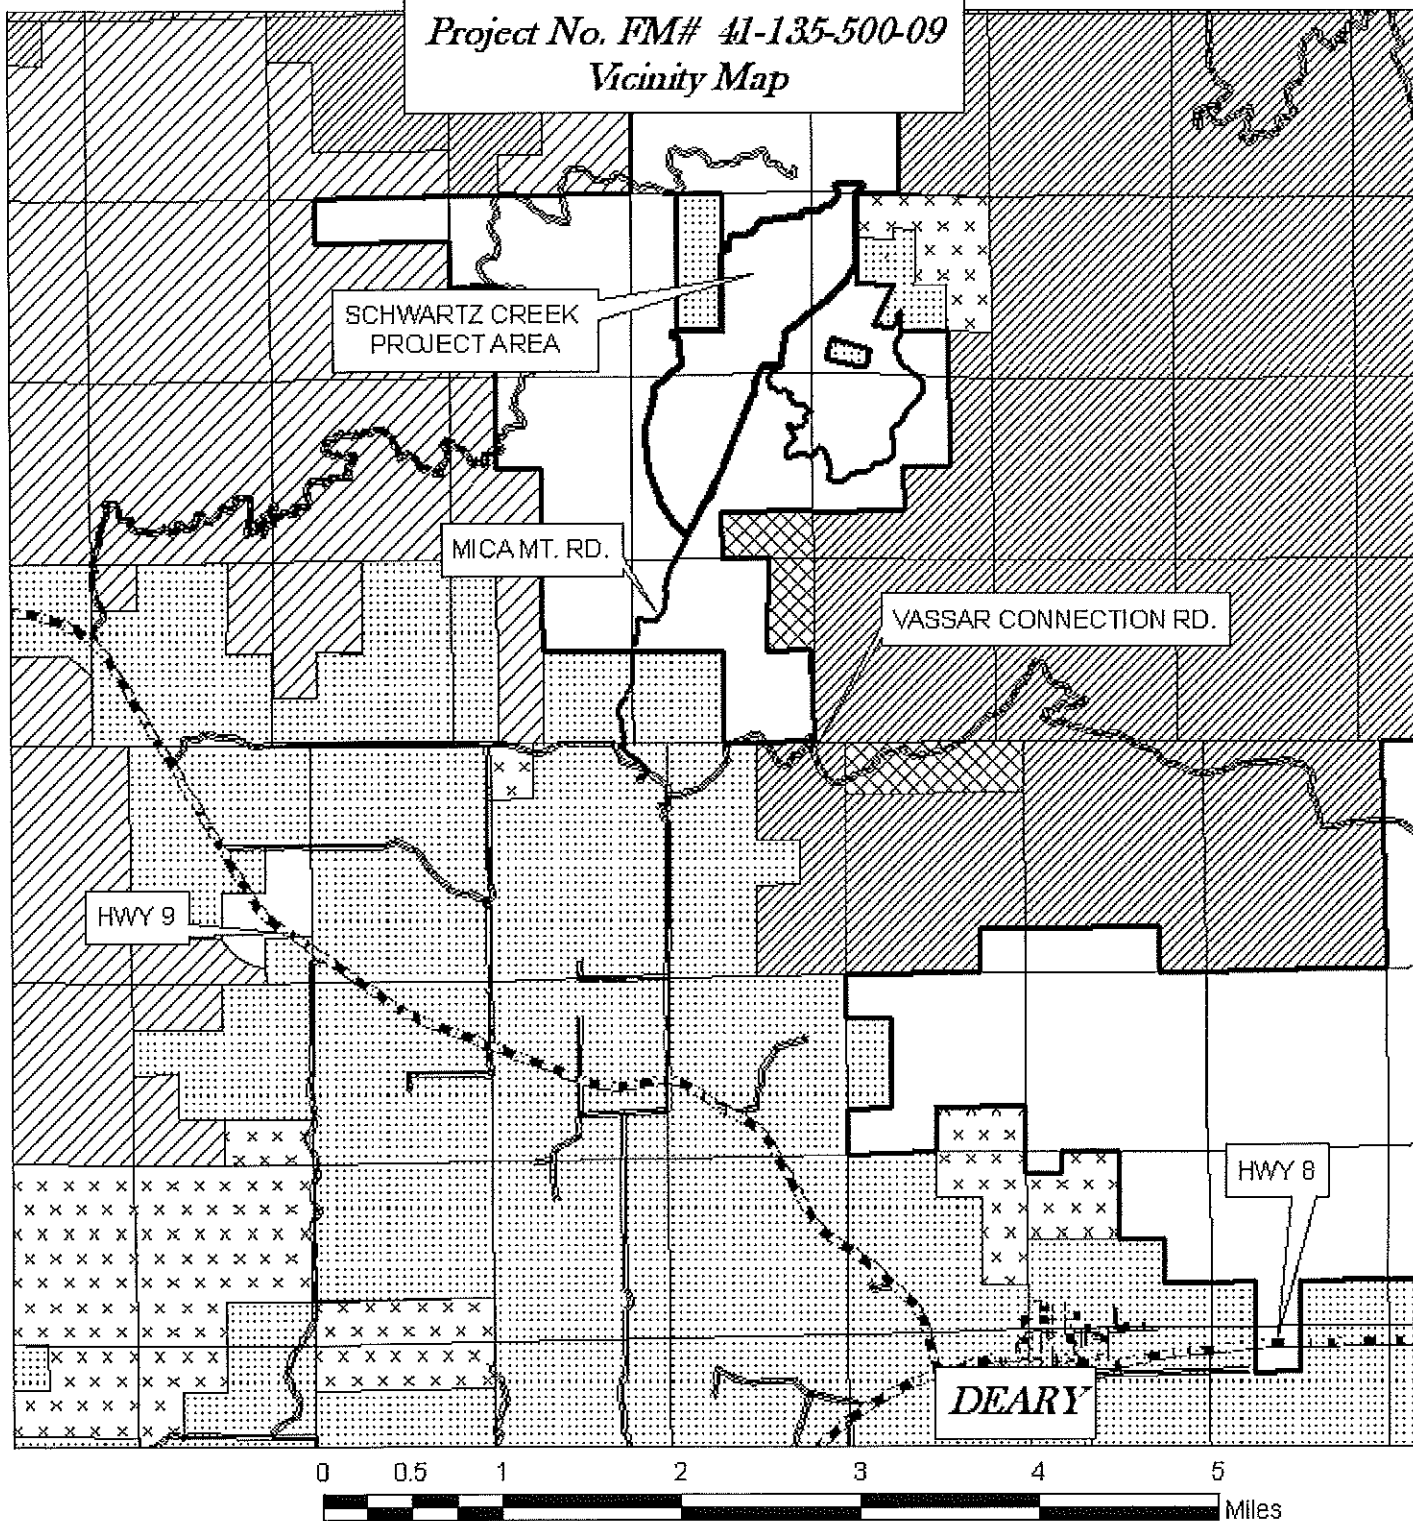 Project No. FM# 41-135-500-09
Vicinity Map
SCHWARTZ CREEK
PROJECT AREA
MICA MT. RD.
VASSAR CONNECTION RD.
HWY 9
HWY 8
DEARY
0 0.5 1 2 3 4 5
Miles